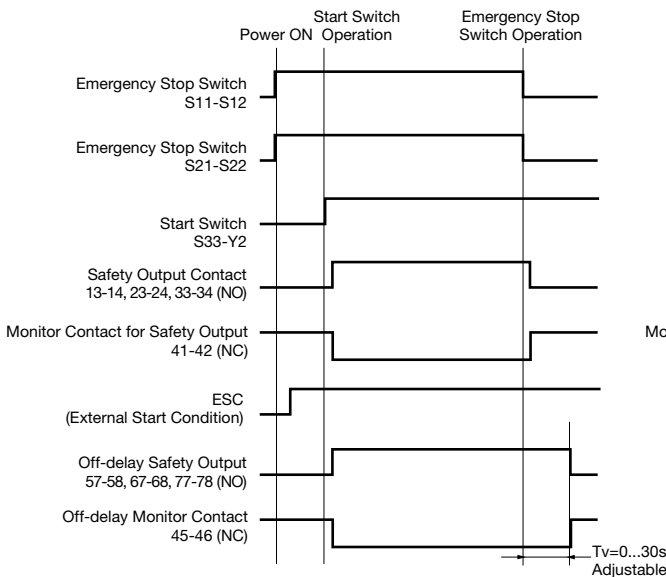 Start Switch
Operation
Emergency Stop
Switch Operation
Power ON
Emergency Stop Switch
S11-S12
Emergency Stop Switch
S21-S22
Start Switch
S33-Y2
Safety Output Contact
13-14, 23-24, 33-34 (NO)
Monitor Contact for Safety Output
41-42 (NC)
Mo
ESC
(External Start Condition)
Off-delay Safety Output
57-58, 67-68, 77-78 (NO)
Off-delay Monitor Contact
45-46 (NC)
Tv=0...30s
Adjustable